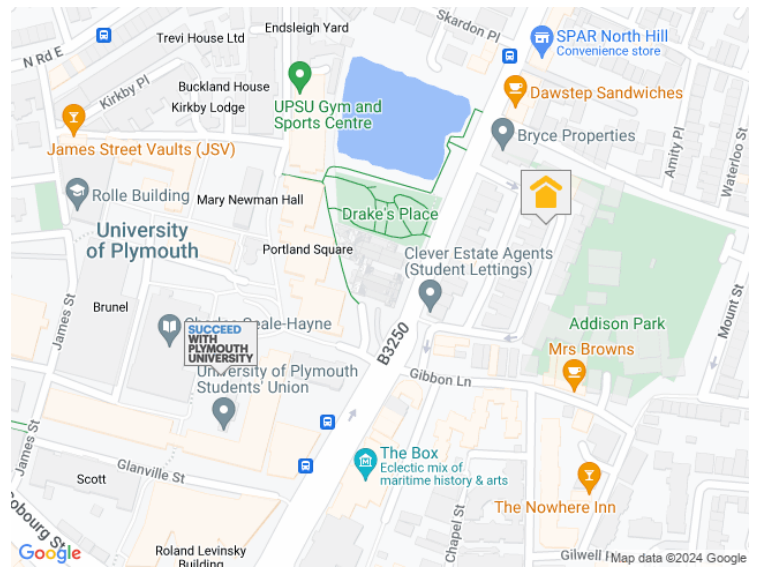 Endsleigh Yard
Skardon Pl
SPAR North Hill
Convenience store
Trevi House Ltd
N Rd E
Buckland House
Kirkby Pl
Kirkby Lodge
UPSU Gym and
Sports Centre
Dawstep Sandwiches
Bryce Properties
Amity Pl
Waterloo St
James Street Vaults (JSV)
Rolle Building
Mary Newman Hall
Drake's Place
University
of Plymouth
Portland Square
Clever Estate Agents
(Student Lettings)
Brunel
James St
Seale-Hayne
SUCCEED
WITH
PLYMOUTH
UNIVERSITY
B3250
Addison Park
Mount St
Mrs Browns
Gibbon Ln
University of Plymouth
Students' Union
James St
Glanville St
Scott
The Box
Eclectic mix of
maritime history & arts
The Nowhere Inn
Chapel St
obourg St
Roland Levinsky
Building
Gilwell
Google
Map data ©2024 Google